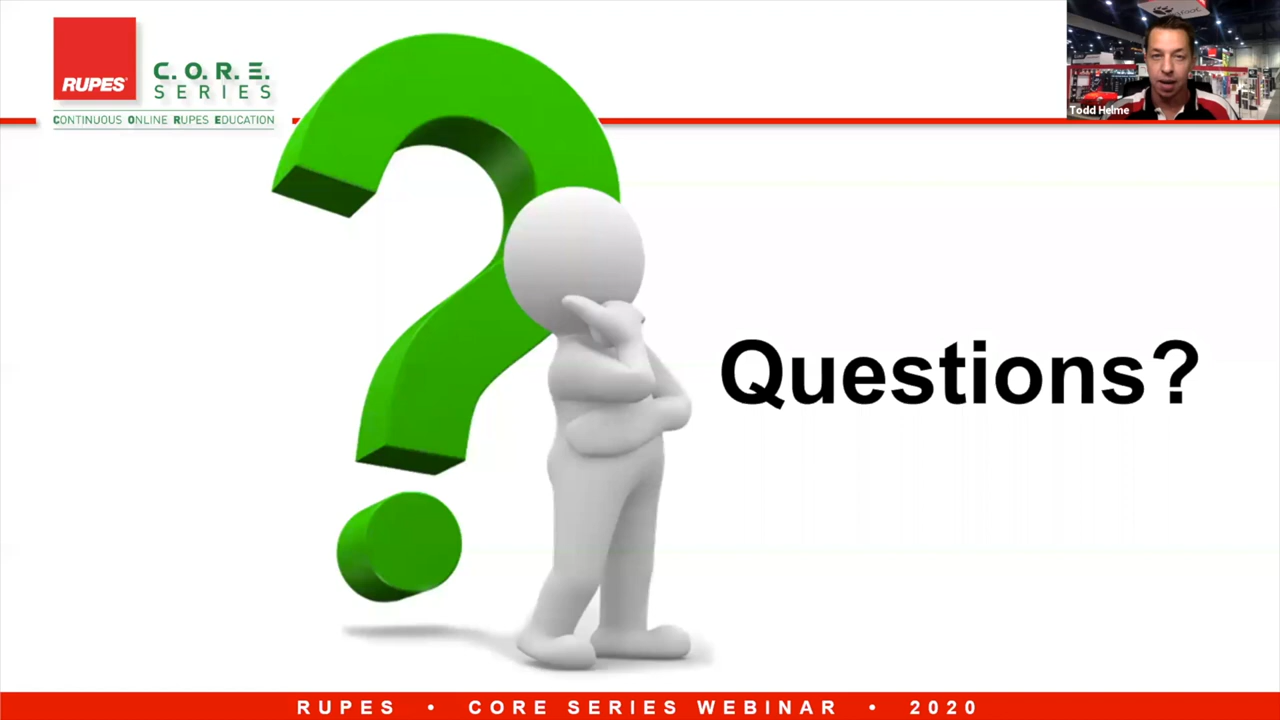 RUPES
C.O.R.E.
SERIES
CONTINUOUS ONLINE RUPES EDUCATION
Todd Helme
Questions?
RUPES • CORE SERIES WEBINAR • 2020